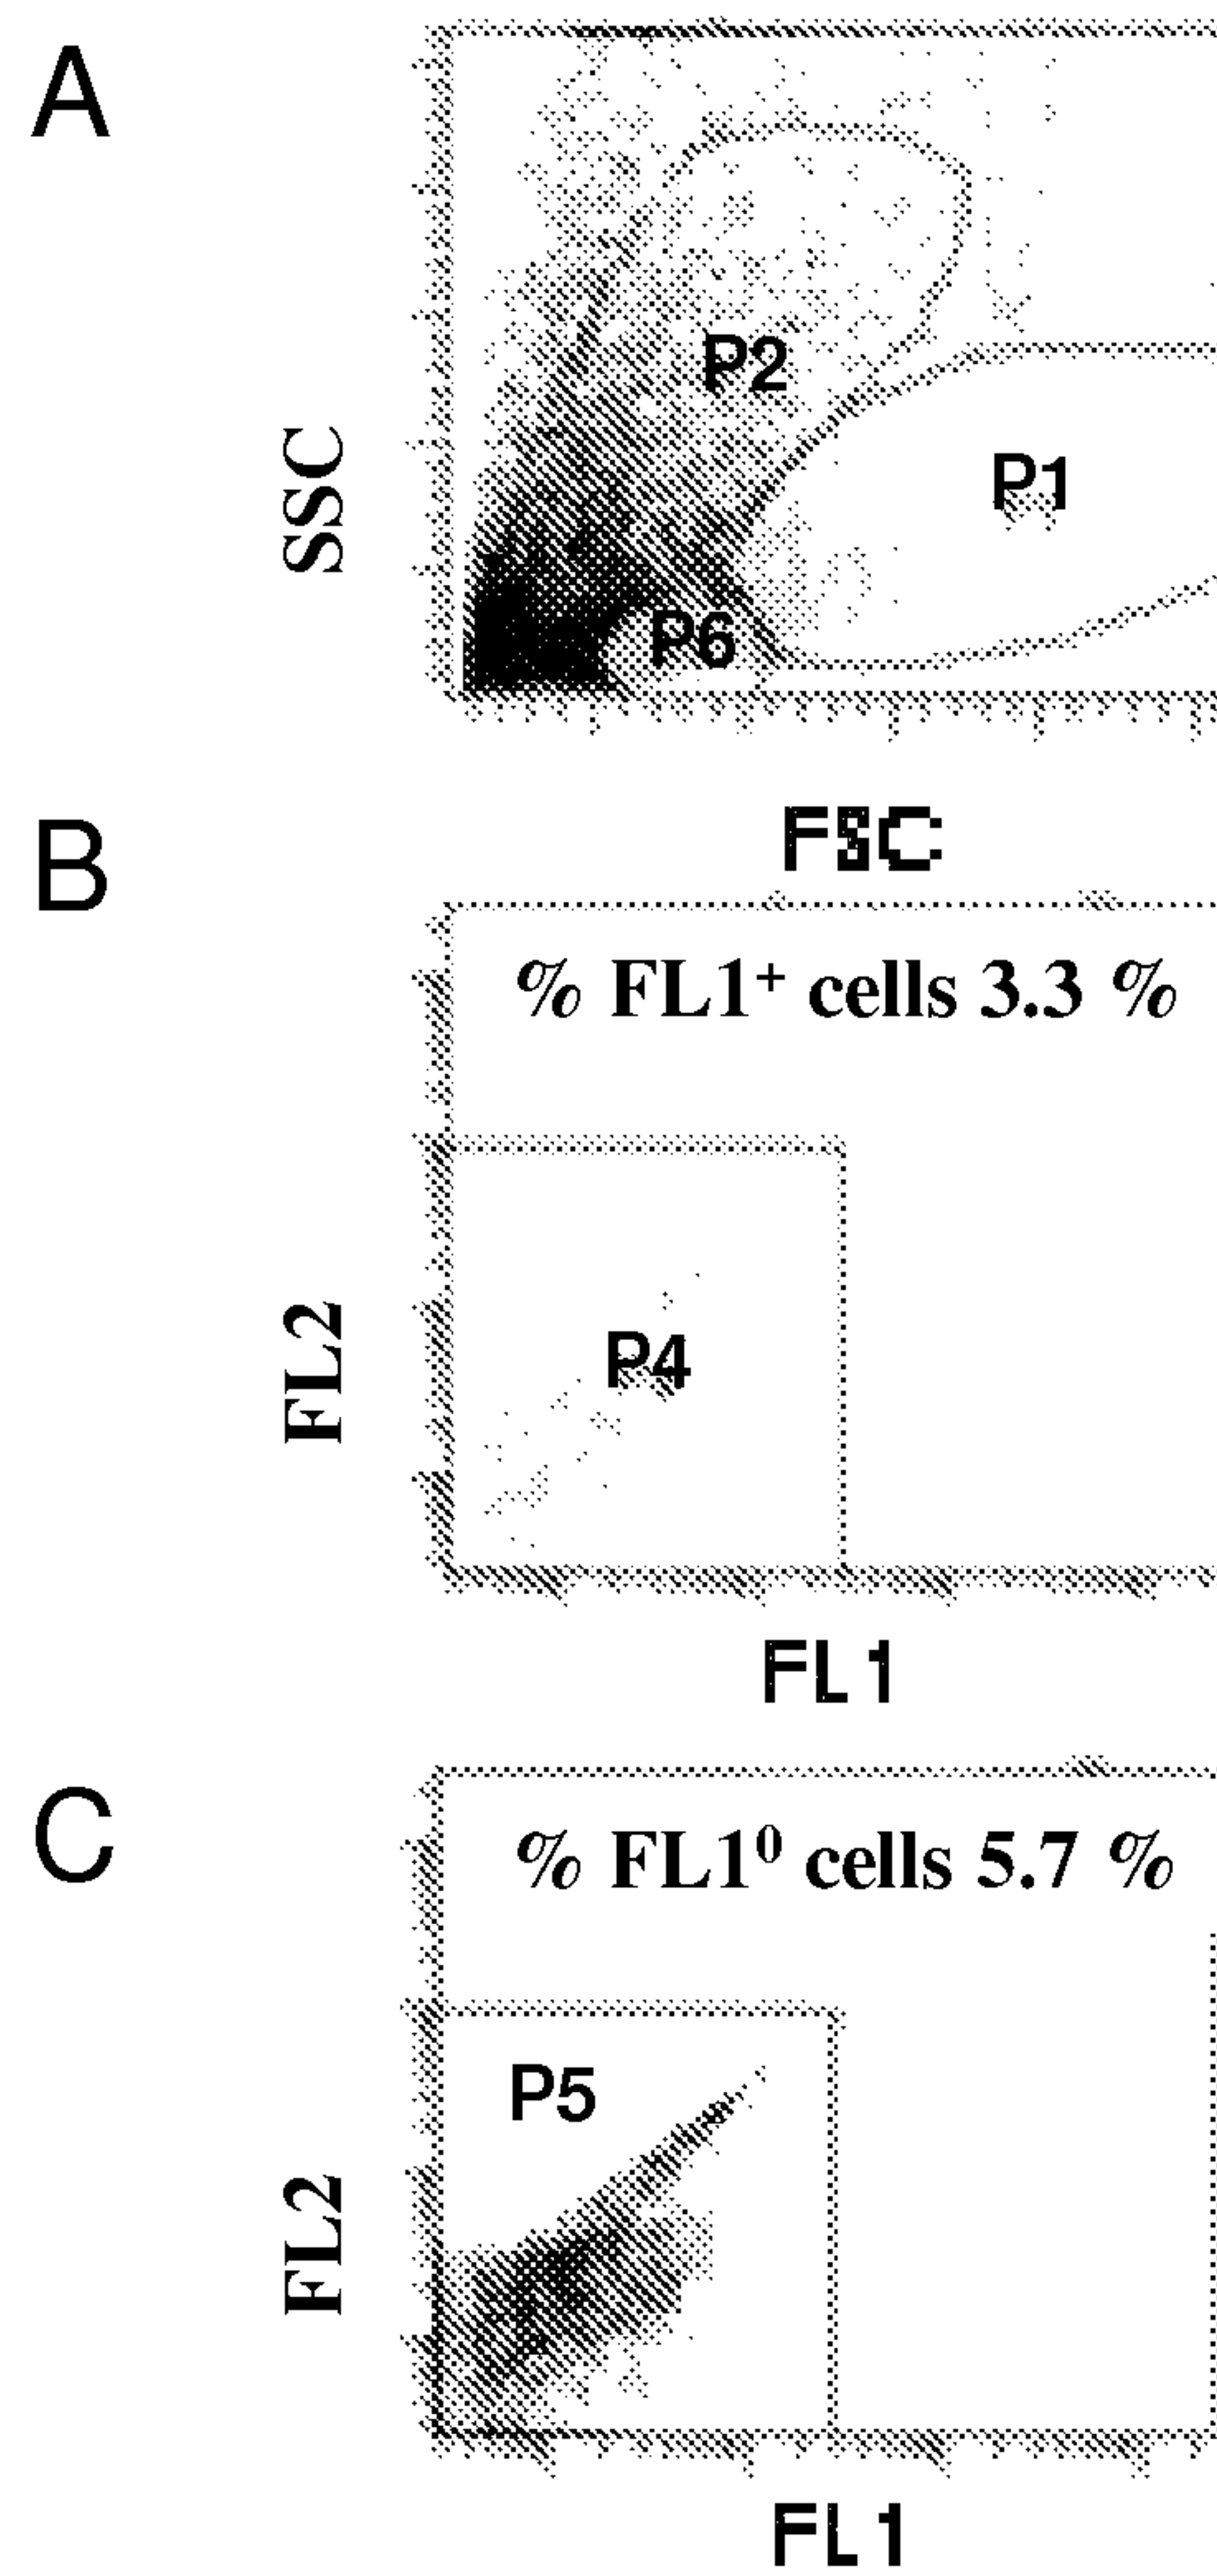 A
P2
P1
SSC
P6
FSC
B
% FL1⁺ cells 3.3 %
P4
FL2
FL1
C
% FL1⁰ cells 5.7 %
P5
FL2
FL1